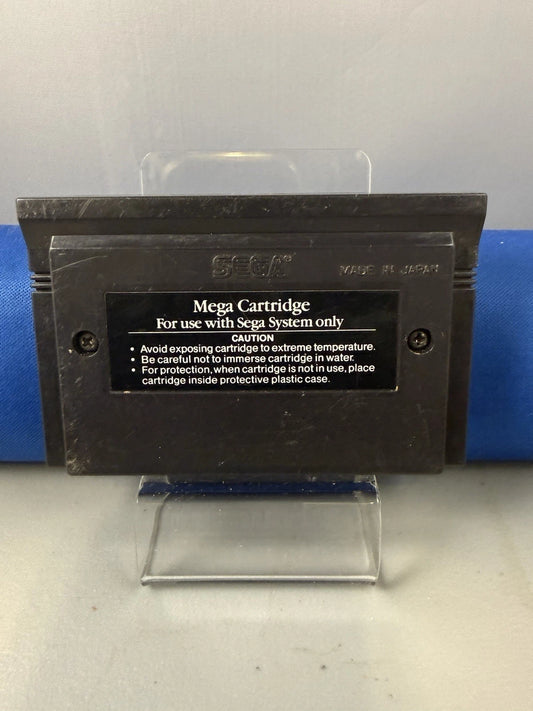 SEGA®
MADE IN JAPAN
Mega Cartridge
For use with Sega System only
CAUTION
• Avoid exposing cartridge to extreme temperature.
• Be careful not to immerse cartridge in water.
• For protection, when cartridge is not in use, place
cartridge inside protective plastic case.